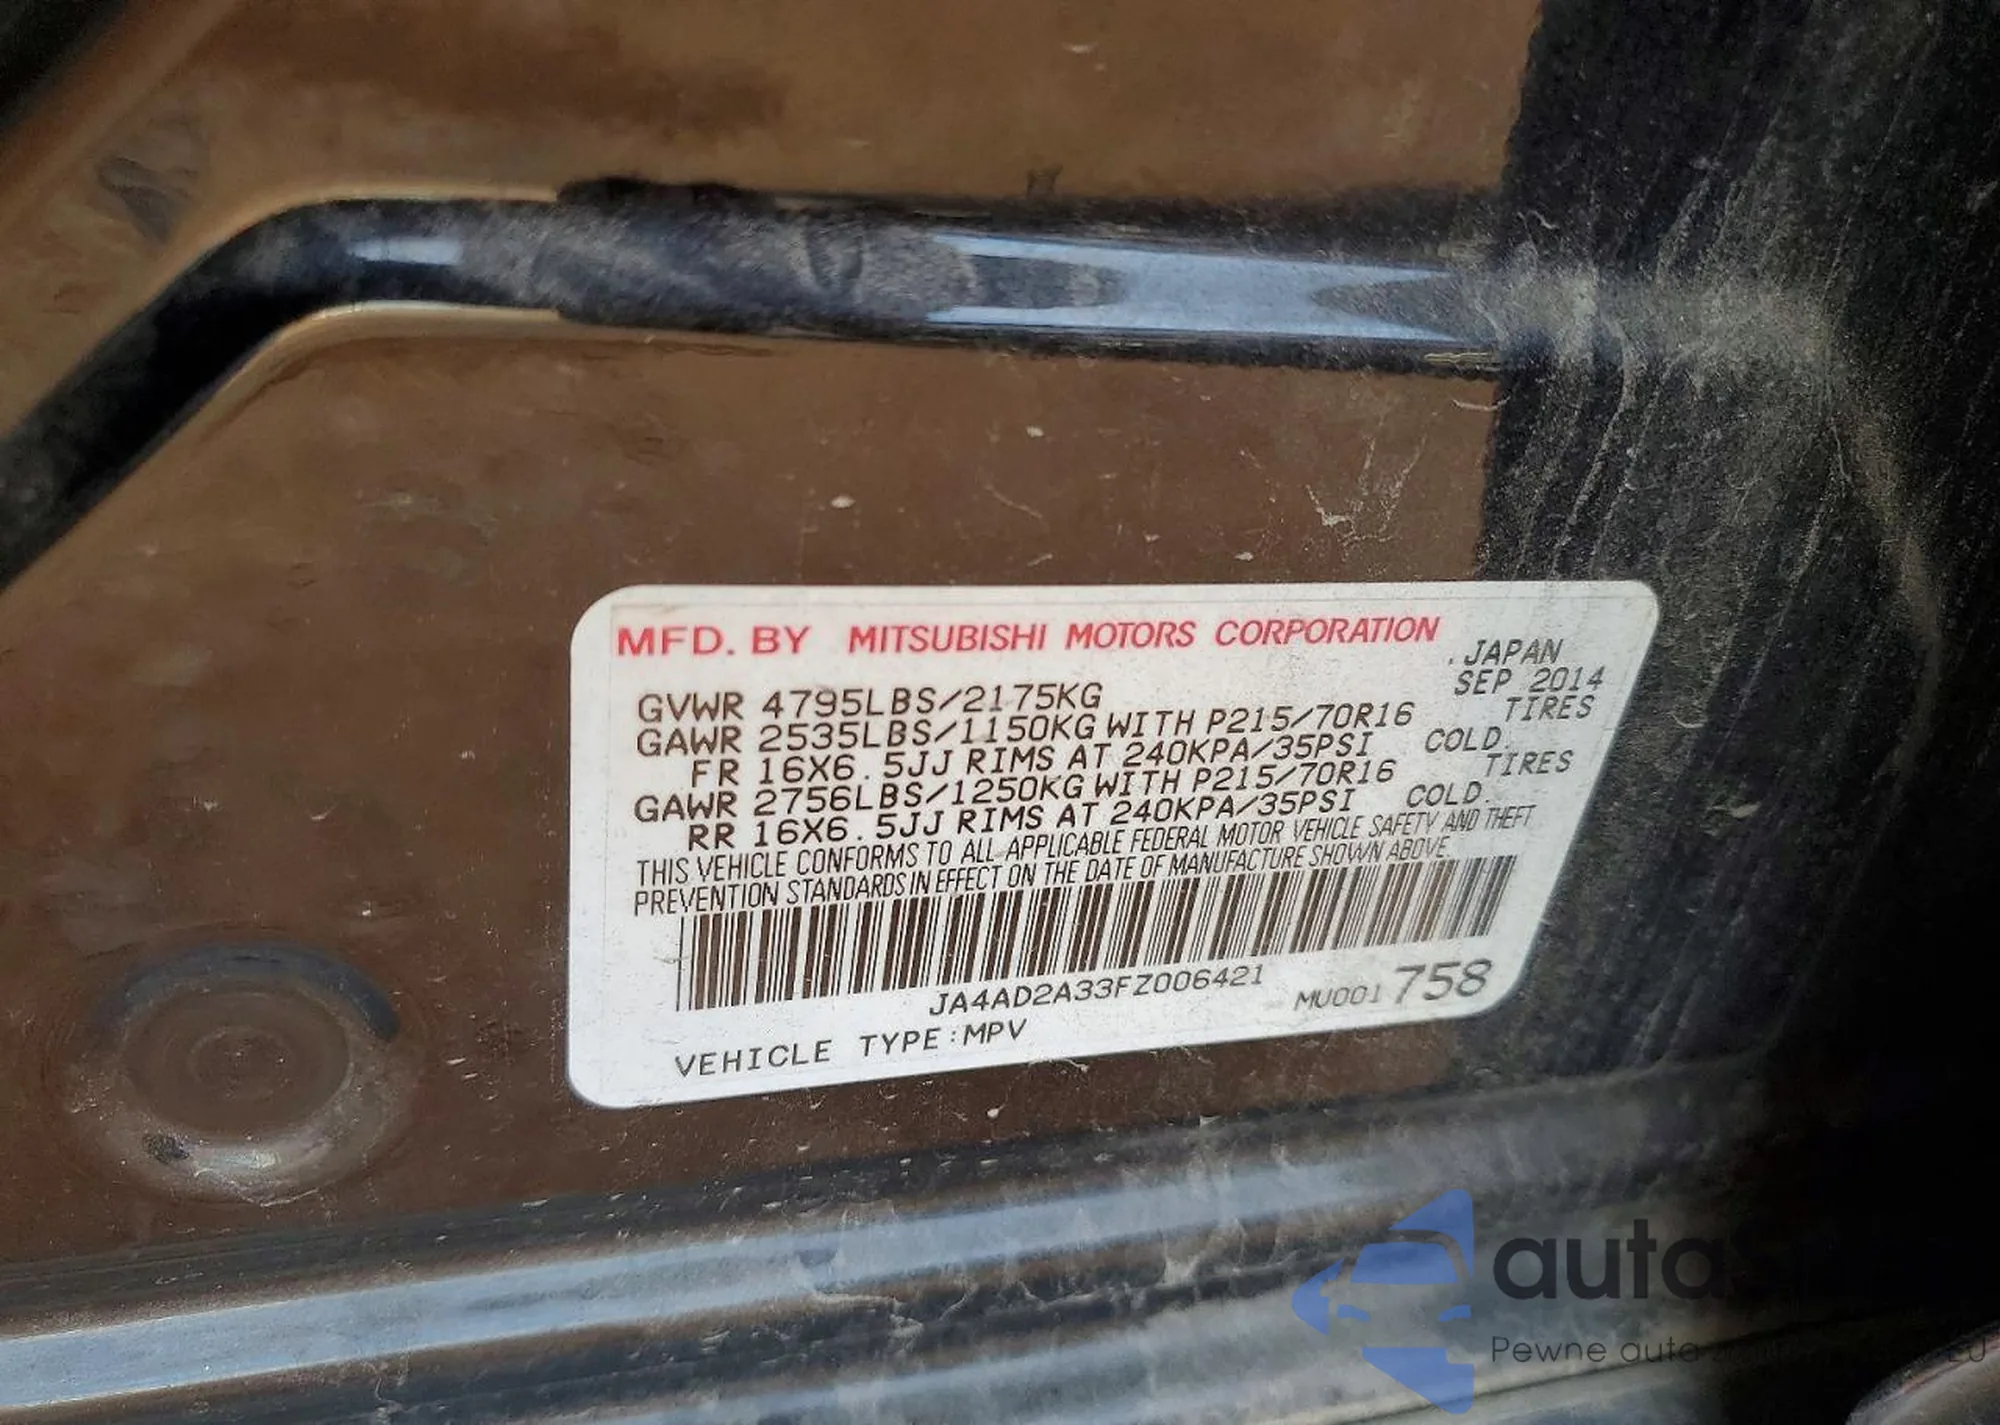 MFD. BY MITSUBISHI MOTORS CORPORATION
JAPAN
SEP 2014
GVWR 4795LBS/2175KG
GAWR 2535LBS/1150KG WITH P215/70R16 TIRES
FR 16X6.5JJ RIMS AT 240KPA/35PSI COLD.
GAWR 2756LBS/1250KG WITH P215/70R16 TIRES
RR 16X6.5JJ RIMS AT 240KPA/35PSI COLD.
THIS VEHICLE CONFORMS TO ALL APPLICABLE FEDERAL MOTOR VEHICLE SAFETY AND THEFT
PREVENTION STANDARDS IN EFFECT ON THE DATE OF MANUFACTURE SHOWN ABOVE.
JA4AD2A33FZ006421
MU001758
VEHICLE TYPE:MPV
Pewne auta